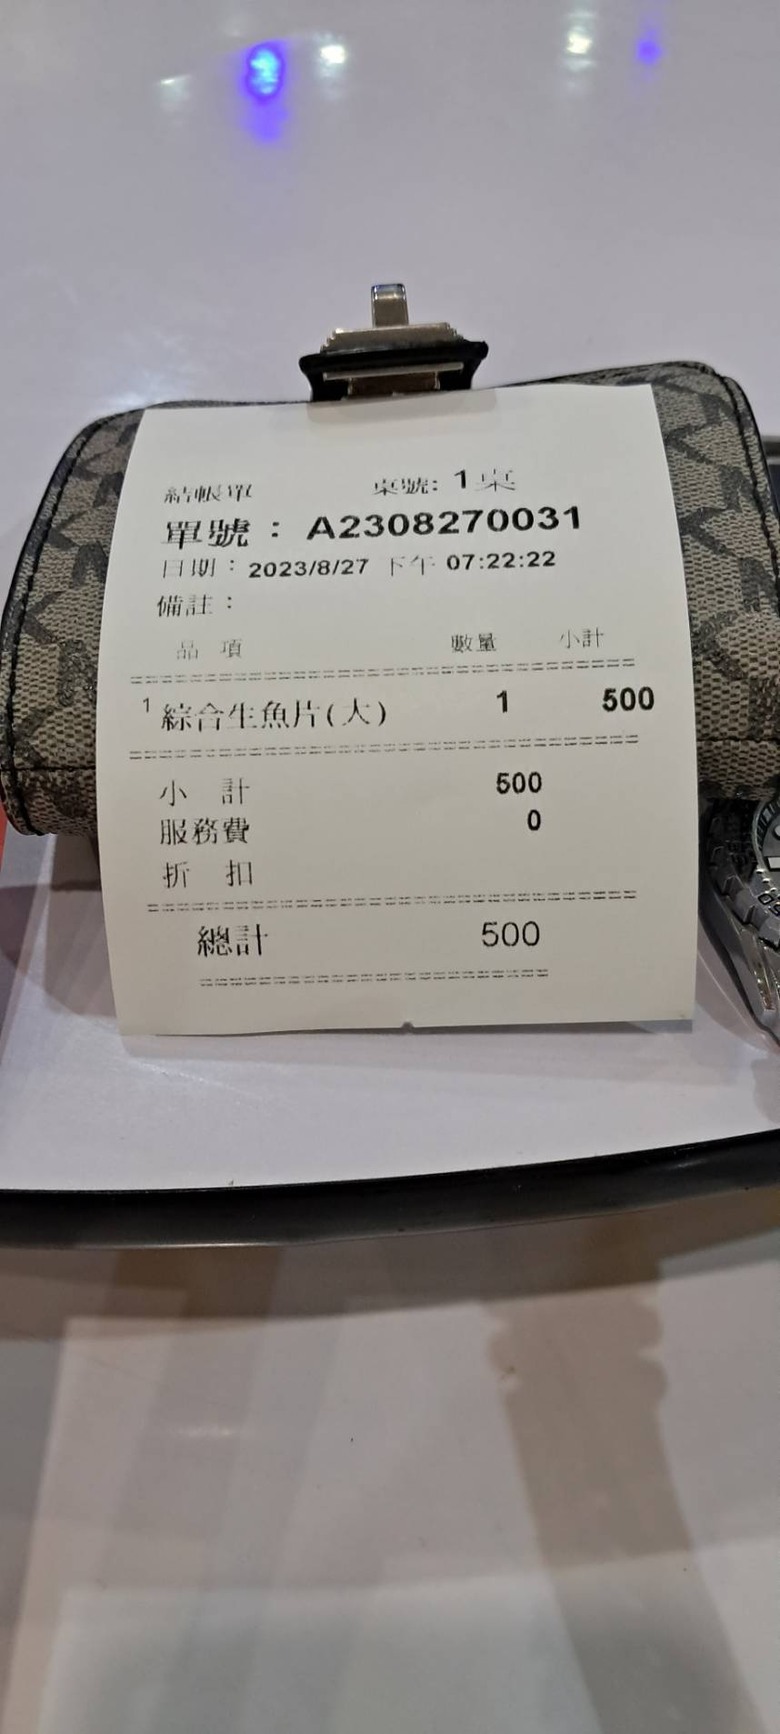 結帳單 桌號: 1桌
單號： A2308270031
日期：2023/8/27 下午 07:22:22
備註：
品 項 數量 小計
1 綜合生魚片(大) 1 500
小 計 500
服務費 0
折 扣
總計 500